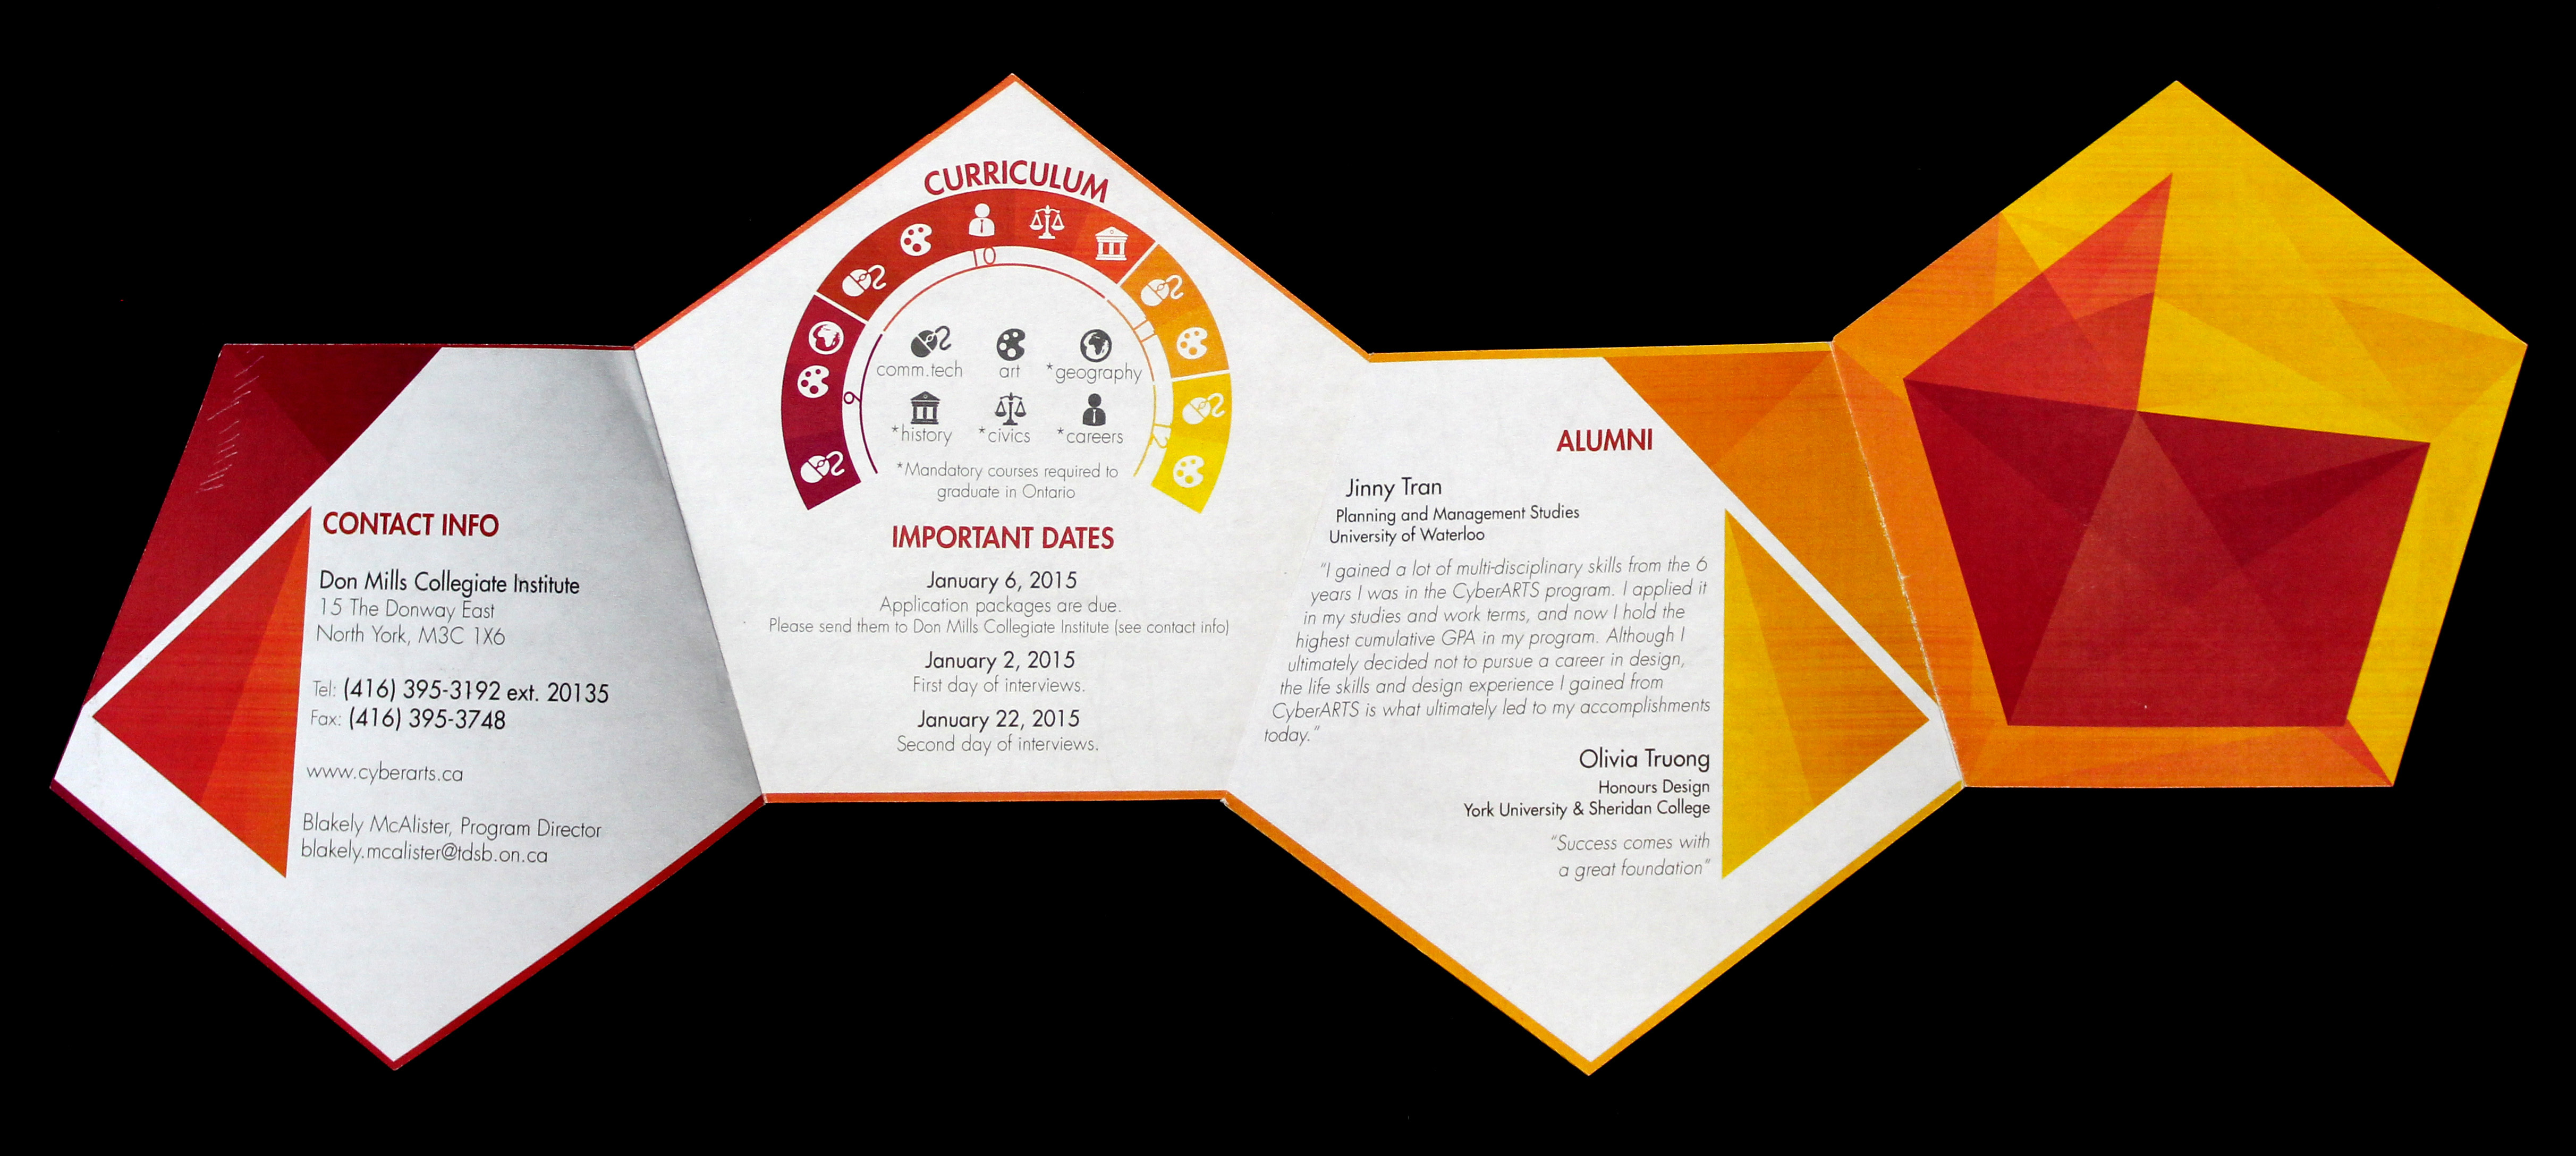 CONTACT INFO
Don Mills Collegiate Institute
15 The Donway East
North York, M3C 1X6
Tel: (416) 395-3192 ext. 20135
Fax: (416) 395-3748
www.cyberarts.ca
Blakely McAlister, Program Director
blakely.mcalister@tdsb.on.ca
CURRICULUM
9
10
11
12
comm.tech art *geography
*history *civics *careers
*Mandatory courses required to
graduate in Ontario
IMPORTANT DATES
January 6, 2015
Application packages are due.
Please send them to Don Mills Collegiate Institute (see contact info)
January 2, 2015
First day of interviews.
January 22, 2015
Second day of interviews.
ALUMNI
Jinny Tran
Planning and Management Studies
University of Waterloo
"I gained a lot of multi-disciplinary skills from the 6
years I was in the CyberARTS program. I applied it
in my studies and work terms, and now I hold the
highest cumulative GPA in my program. Although I
ultimately decided not to pursue a career in design,
the life skills and design experience I gained from
CyberARTS is what ultimately led to my accomplishments
today."
Olivia Truong
Honours Design
York University & Sheridan College
"Success comes with
a great foundation"